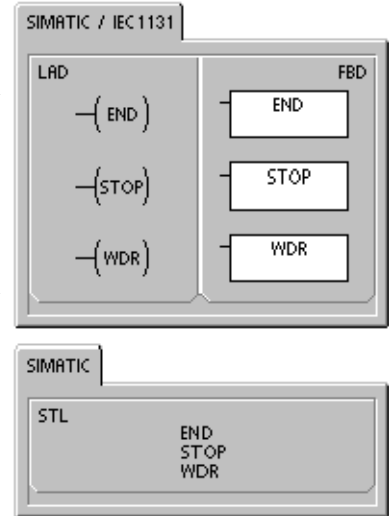 SIMATIC / IEC1131
LAD FBD
END END
STOP STOP
WDR WDR
SIMATIC
STL
END
STOP
WDR